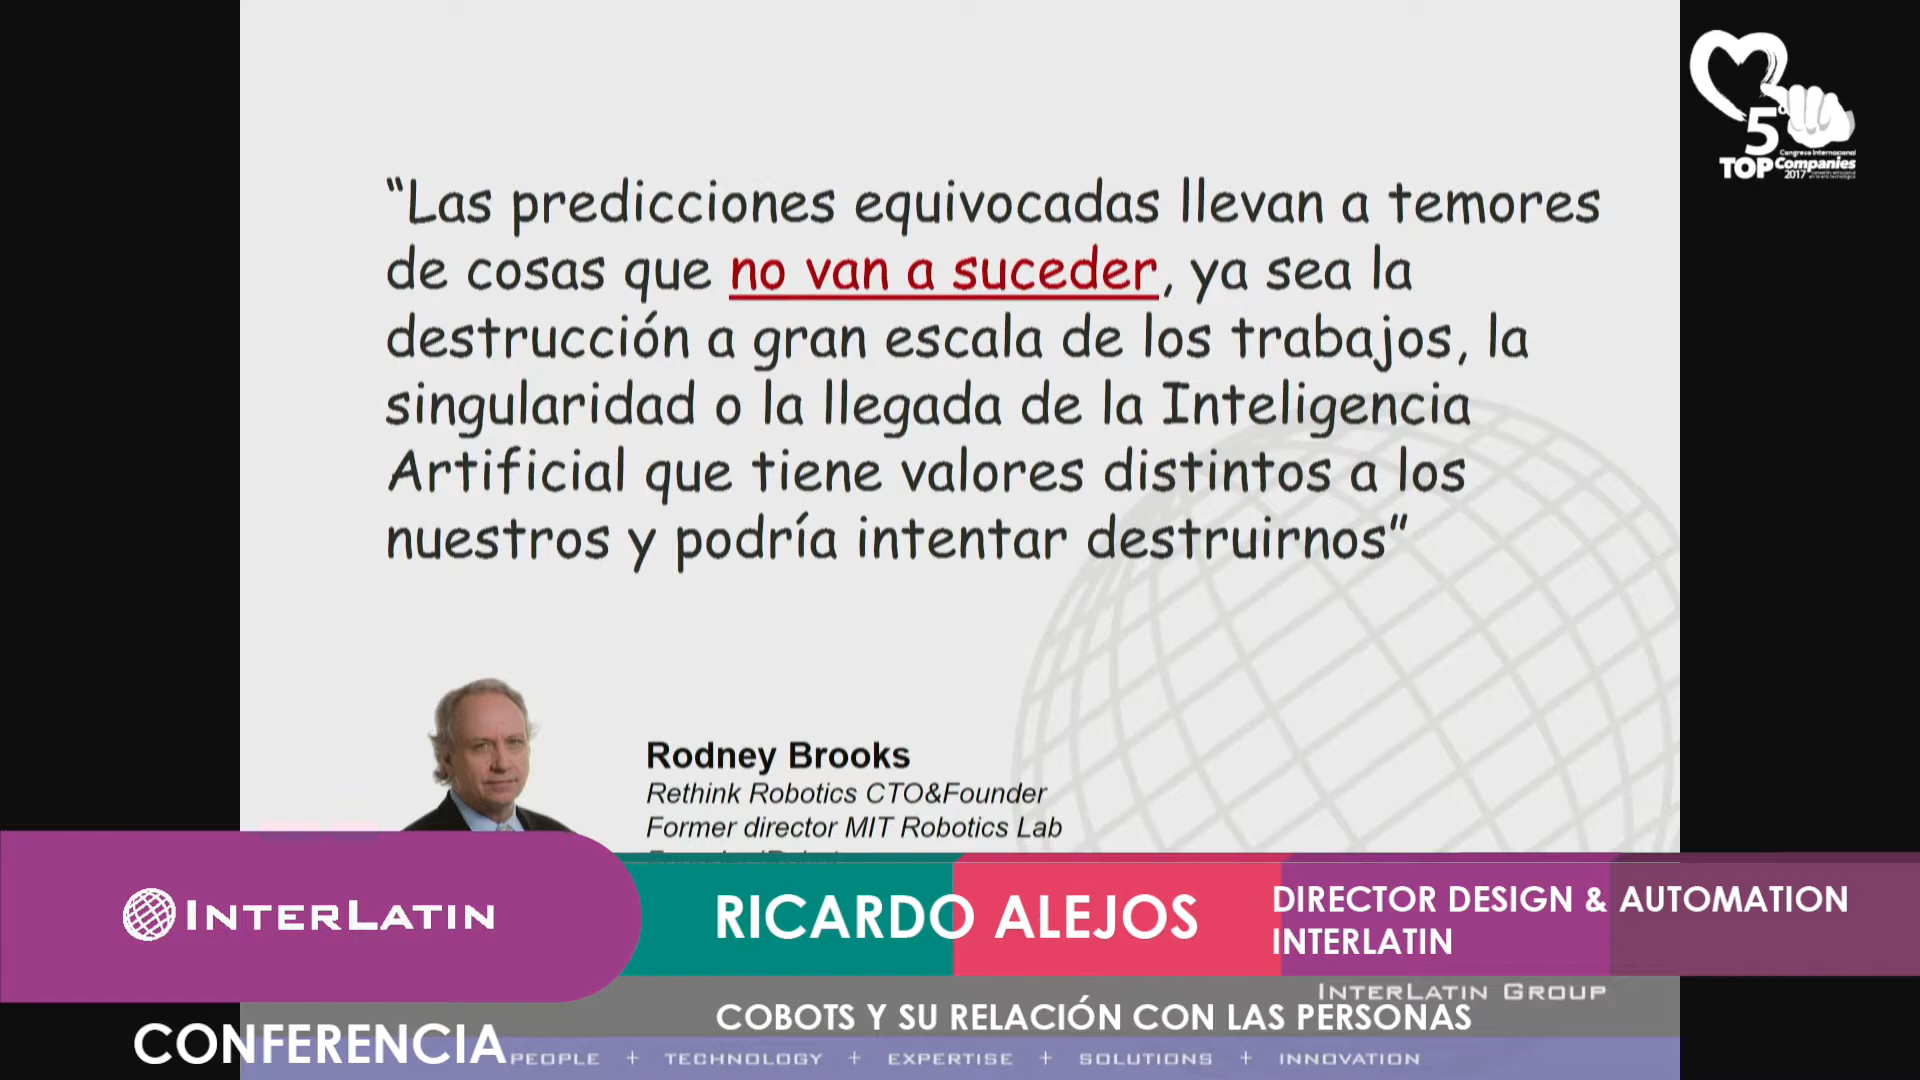 “Las predicciones equivocadas llevan a temores
de cosas que no van a suceder, ya sea la
destrucción a gran escala de los trabajos, la
singularidad o la llegada de la Inteligencia
Artificial que tiene valores distintos a los
nuestros y podría intentar destruirnos”
Rodney Brooks
Rethink Robotics CTO&Founder
Former director MIT Robotics Lab
INTERLATIN
RICARDO ALEJOS
DIRECTOR DESIGN & AUTOMATION
INTERLATIN
INTERLATIN GROUP
COBOTS Y SU RELACIÓN CON LAS PERSONAS
CONFERENCIA
PEOPLE + TECHNOLOGY + EXPERTISE + SOLUTIONS + INNOVATION
5º
Congreso Internacional
TOP Companies
2017